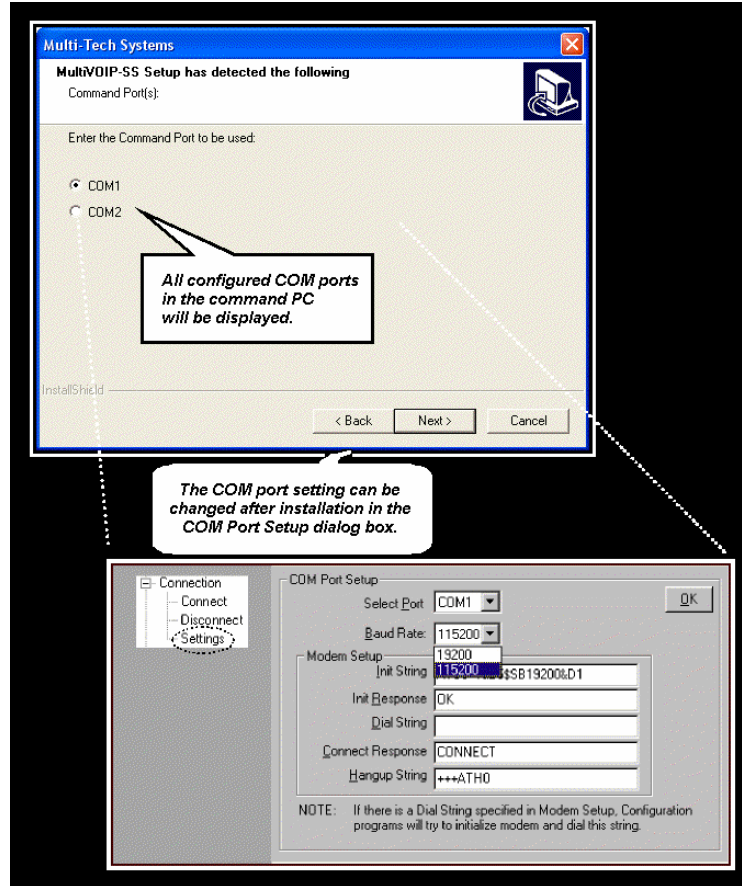 Multi-Tech Systems
MultiVOIP-SS Setup has detected the following
Command Port(s):
Enter the Command Port to be used:
COM1
COM2
All configured COM ports
in the command PC
will be displayed.
InstallShield
< Back
Next >
Cancel
The COM port setting can be
changed after installation in the
COM Port Setup dialog box.
Connection
Connect
Disconnect
Settings
COM Port Setup
Select Port
COM1
OK
Baud Rate:
115200
19200
115200
Modem Setup
Init String
$SB19200&D1
Init Response
OK
Dial String
Connect Response
CONNECT
Hangup String
+++ATH0
NOTE: If there is a Dial String specified in Modem Setup, Configuration
programs will try to initialize modem and dial this string.